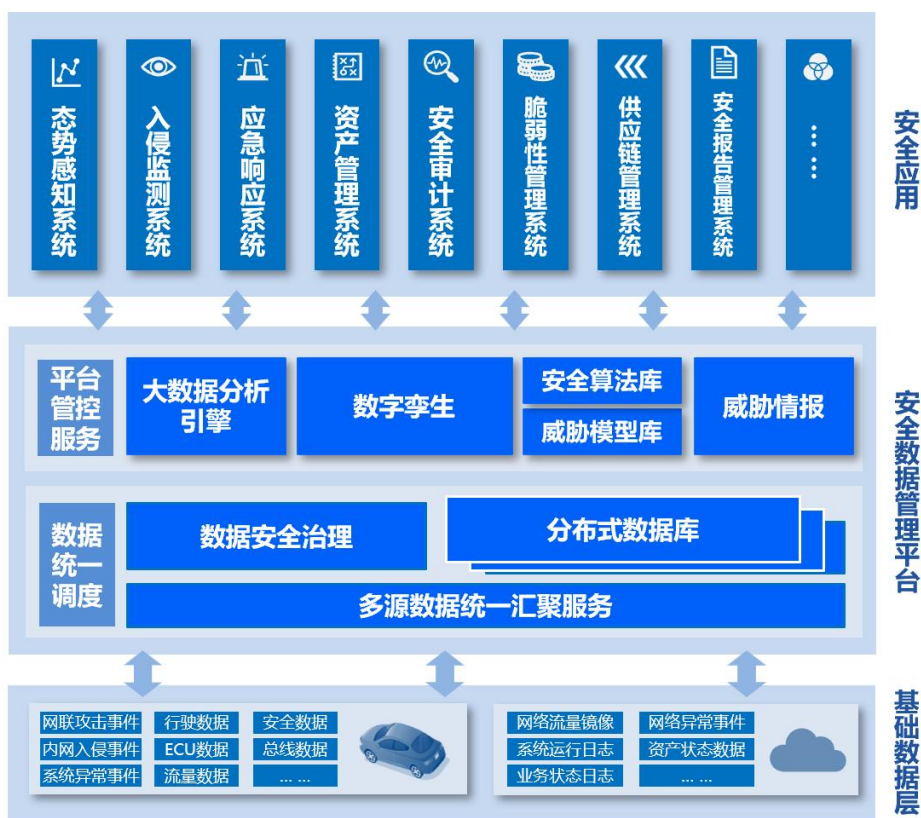 态势感知系统
入侵监测系统
应急响应系统
资产管理系统
安全审计系统
脆弱性管理系统
供应链管理系统
安全报告管理系统
……
安全应用
平台
管控
服务
大数据分析
引擎
数字孪生
安全算法库
威胁模型库
威胁情报
数据
统一
调度
数据安全治理
分布式数据库
多源数据统一汇聚服务
安全数据管理平台
网联攻击事件
行驶数据
安全数据
内网入侵事件
ECU数据
总线数据
系统异常事件
流量数据
... ...
网络流量镜像
网络异常事件
系统运行日志
资产状态数据
业务状态日志
... ...
基础数据层